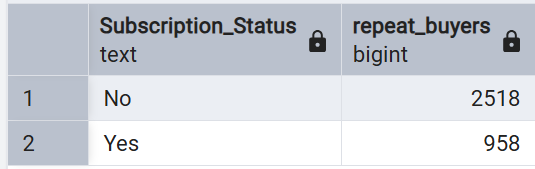 Subscription_Status repeat_buyers
text bigint
1 No 2518
2 Yes 958